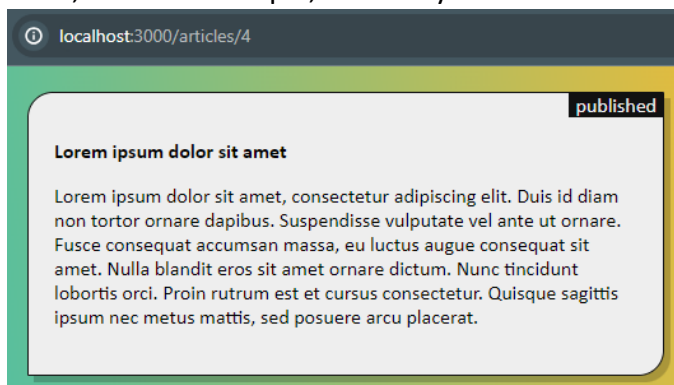 localhost:3000/articles/4
published
Lorem ipsum dolor sit amet
Lorem ipsum dolor sit amet, consectetur adipiscing elit. Duis id diam
non tortor ornare dapibus. Suspendisse vulputate vel ante ut ornare.
Fusce consequat accumsan massa, eu luctus augue consequat sit
amet. Nulla blandit eros sit amet ornare dictum. Nunc tincidunt
lobortis orci. Proin rutrum est et cursus consectetur. Quisque sagittis
ipsum nec metus mattis, sed posuere arcu placerat.